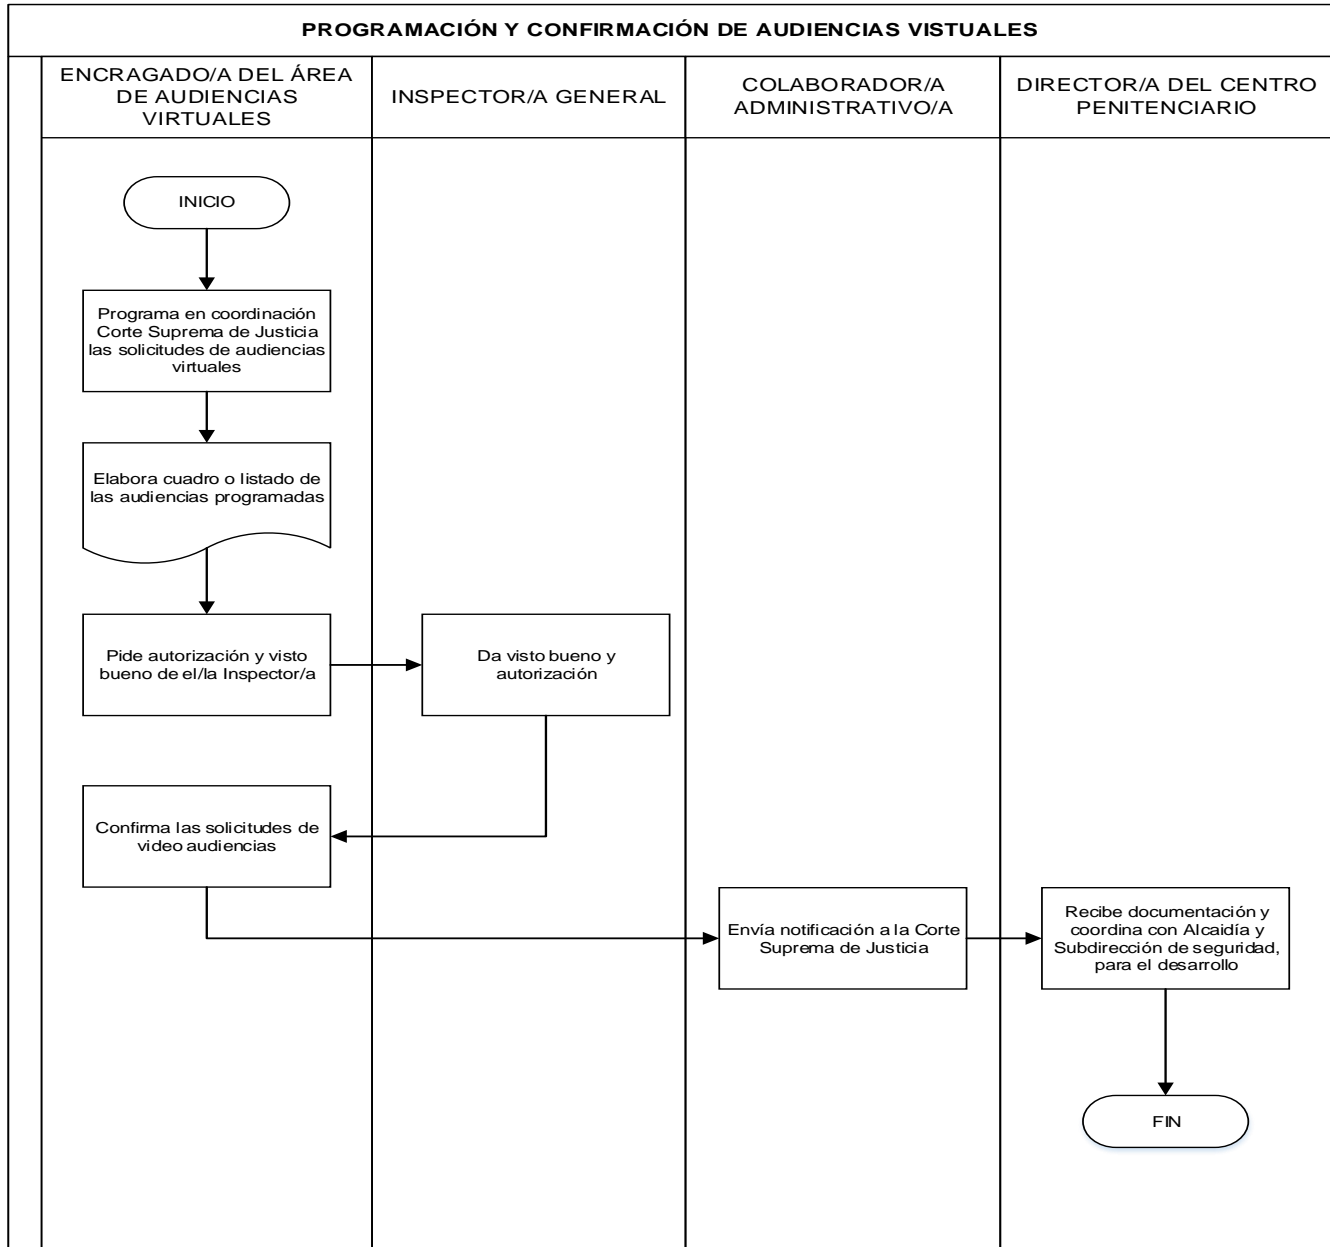 PROGRAMACIÓN Y CONFIRMACIÓN DE AUDIENCIAS VISTUALES
ENCRAGADO/A DEL ÁREA
DE AUDIENCIAS
VIRTUALES
INSPECTOR/A GENERAL
COLABORADOR/A
ADMINISTRATIVO/A
DIRECTOR/A DEL CENTRO
PENITENCIARIO
INICIO
Programa en coordinación
Corte Suprema de Justicia
las solicitudes de audiencias
virtuales
Elabora cuadro o listado de
las audiencias programadas
Pide autorización y visto
bueno de el/la Inspector/a
Da visto bueno y
autorización
Confirma las solicitudes de
video audiencias
Envía notificación a la Corte
Suprema de Justicia
Recibe documentación y
coordina con Alcaidía y
Subdirección de seguridad,
para el desarrollo
FIN